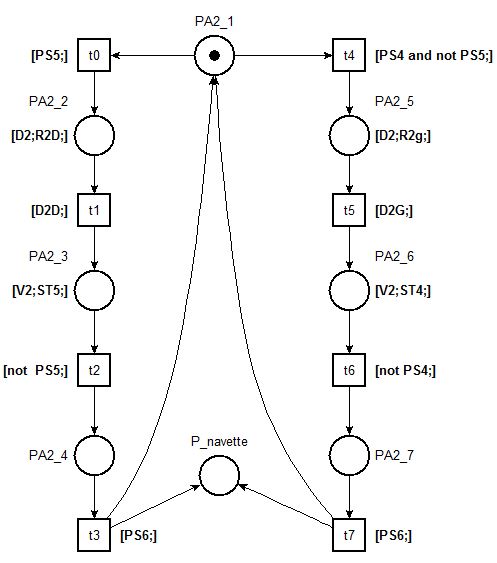 PA2_1
[PS5;] t0 t4 [PS4 and not PS5;]
PA2_2 PA2_5
[D2;R2D;] [D2;R2g;]
[D2D;] t1 t5 [D2G;]
PA2_3 PA2_6
[V2;ST5;] [V2;ST4;]
[not  PS5;] t2 t6 [not PS4;]
P_navette
PA2_4 PA2_7
t3 [PS6;] t7 [PS6;]